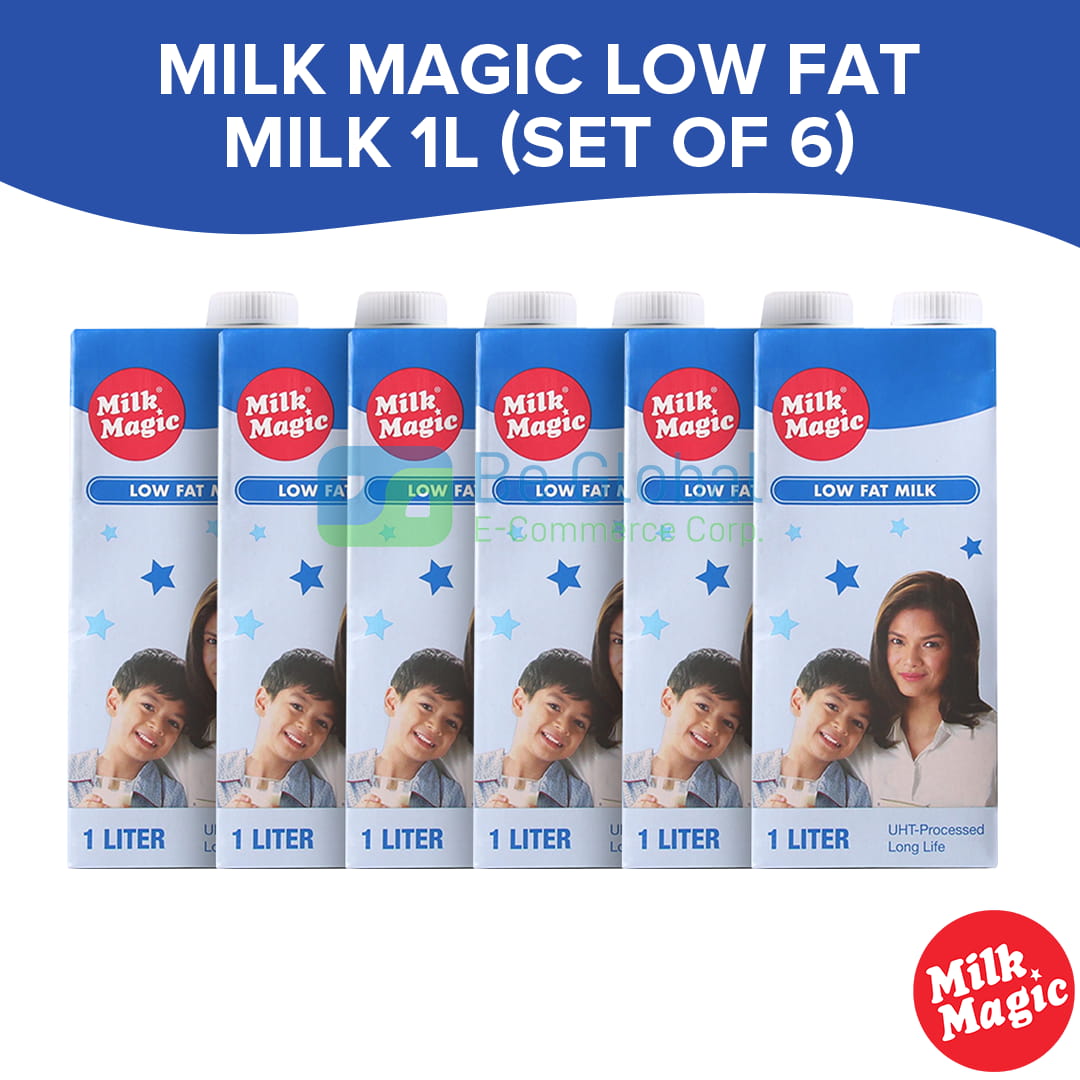 MILK MAGIC LOW FAT
MILK 1L (SET OF 6)
Milk
Magic
Milk
Magic
Milk
Magic
Milk
Magic
Milk
Magic
Milk
Magic
LOW FAT M
LOW FAT
LOW FA
LOW FAT M
LOW FA
LOW FAT MILK
Be Global
E-Commerce Corp.
1 LITER
1 LITER
1 LITER
1 LITER
1 LITER
1 LITER
UHT-Processed
Long Life
Milk
Magic